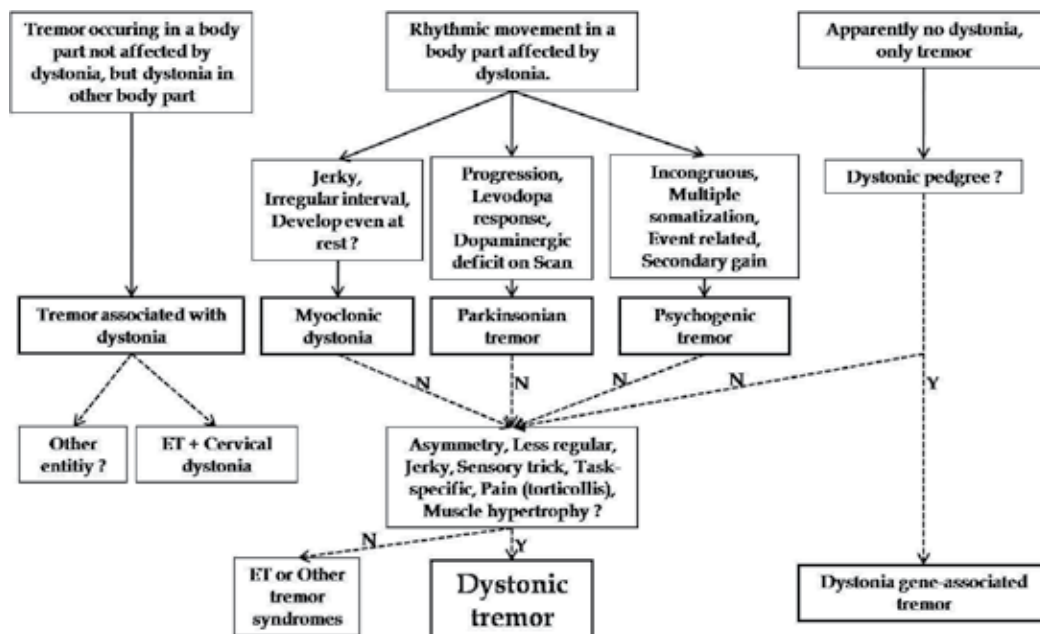 Tremor occuring in a body
part not affected by
dystonia, but dystonia in
other body part
Rhythmic movement in a
body part affected by
dystonia.
Apparently no dystonia,
only tremor
Jerky,
Irregular interval,
Develop even at
rest ?
Progression,
Levodopa
response,
Dopaminergic
deficit on Scan
Incongruous,
Multiple
somatization,
Event related,
Secondary gain
Dystonic pedgree ?
Tremor associated with
dystonia
Myoclonic
dystonia
Parkinsonian
tremor
Psychogenic
tremor
N
N
N
N
Y
Other
entitiy ?
ET + Cervical
dystonia
Asymmetry, Less regular,
Jerky, Sensory trick, Task-
specific, Pain (torticollis),
Muscle hypertrophy ?
N
Y
ET or Other
tremor
syndromes
Dystonic
tremor
Dystonia gene-associated
tremor